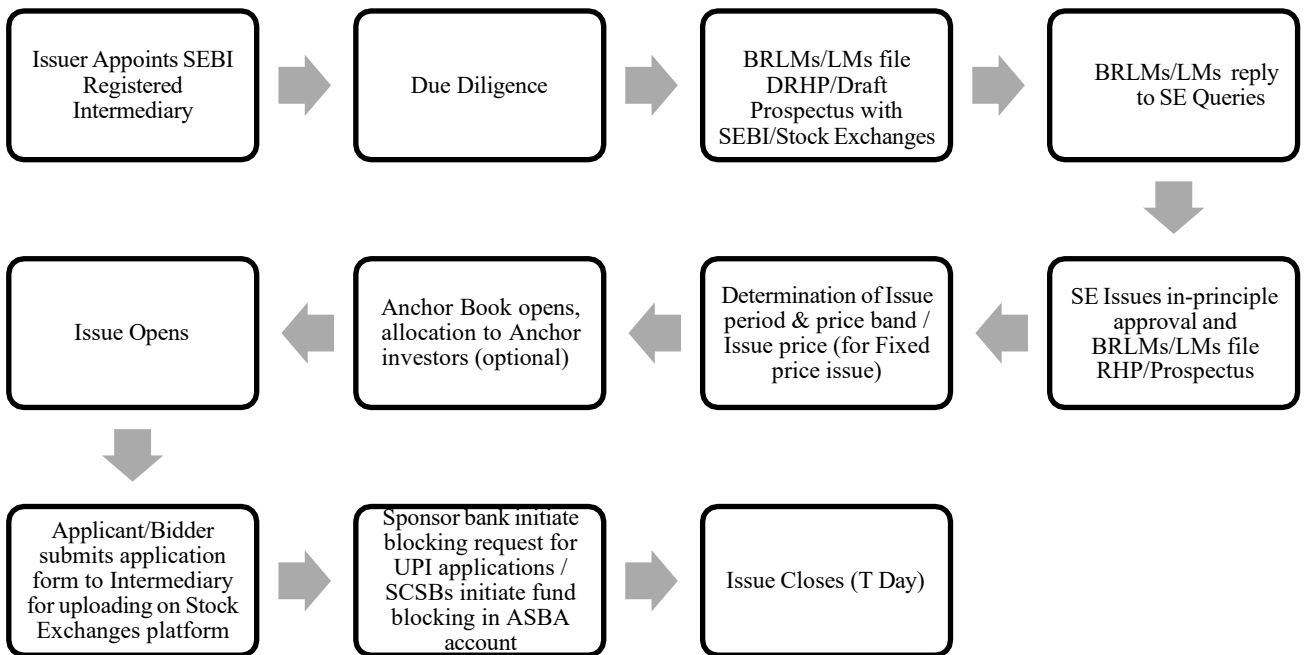 Issuer Appoints SEBI
Registered
Intermediary
Due Diligence
BRLMs/LMs file
DRHP/Draft
Prospectus with
SEBI/Stock Exchanges
BRLMs/LMs reply
to SE Queries
SE Issues in-principle
approval and
BRLMs/LMs file
RHP/Prospectus
Determination of Issue
period & price band /
Issue price (for Fixed
price issue)
Anchor Book opens,
allocation to Anchor
investors (optional)
Issue Opens
Applicant/Bidder
submits application
form to Intermediary
for uploading on Stock
Exchanges platform
Sponsor bank initiate
blocking request for
UPI applications /
SCSBs initiate fund
blocking in ASBA
account
Issue Closes (T Day)